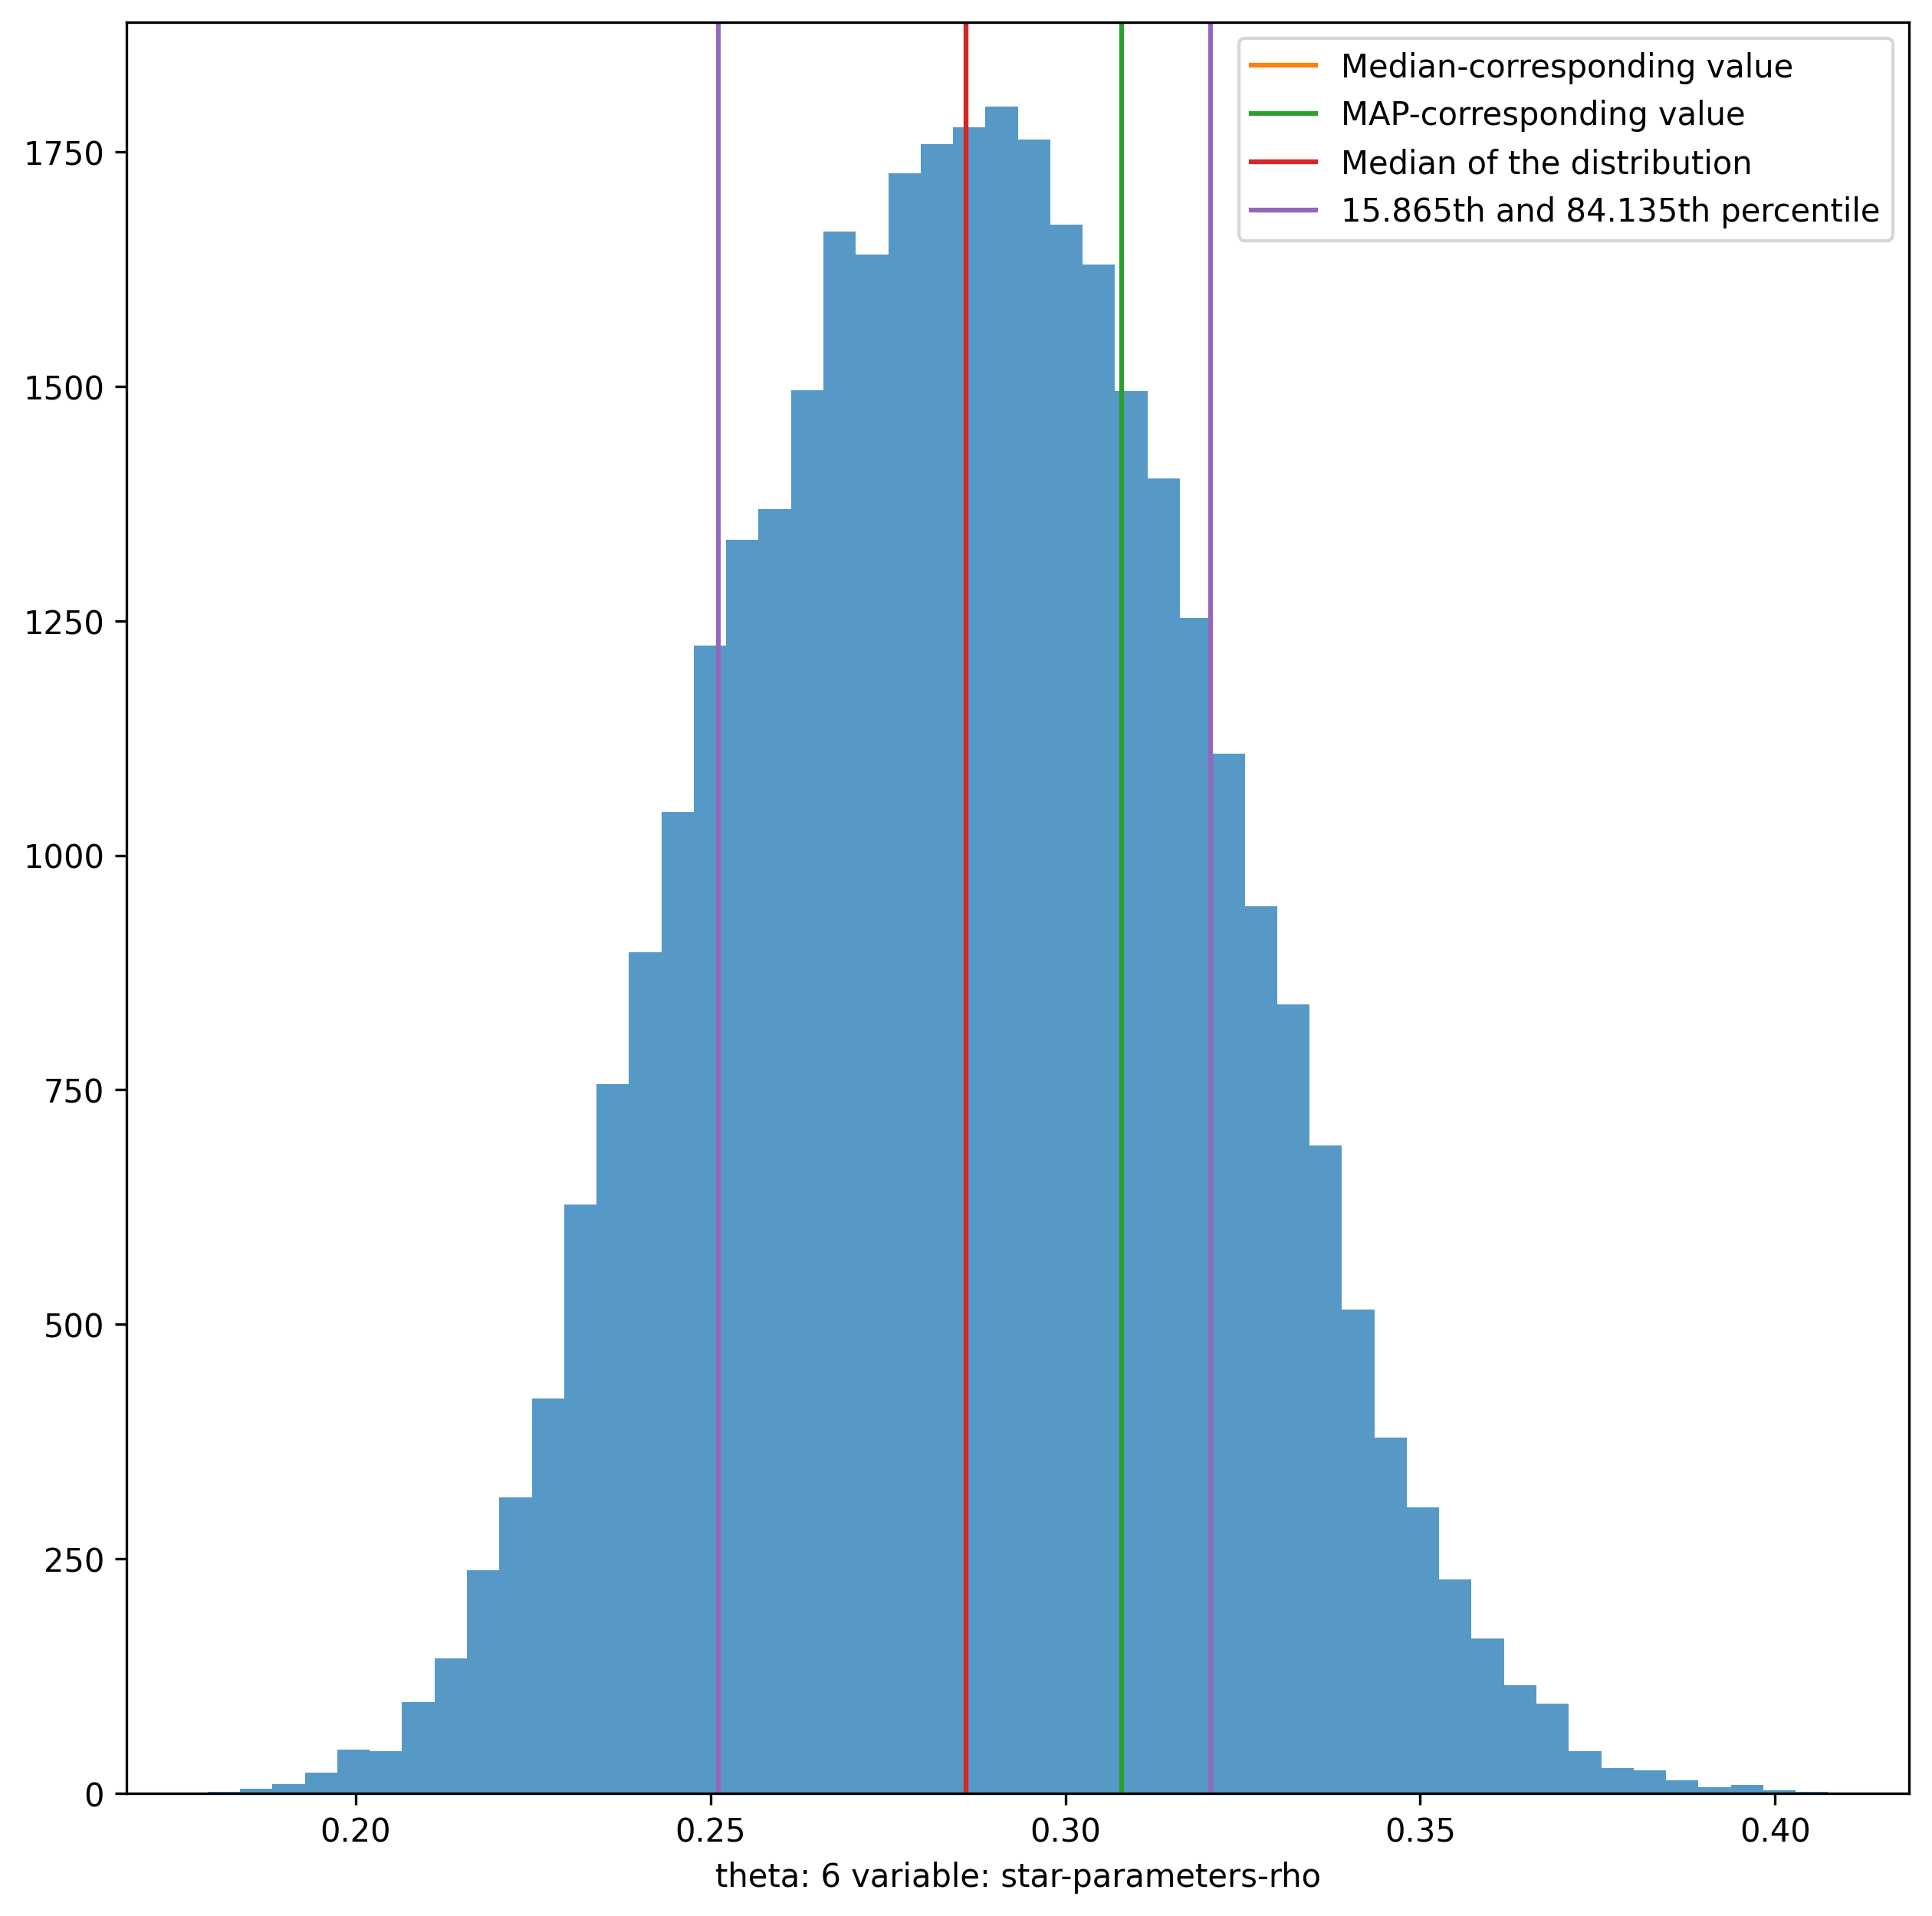 Median-corresponding value
MAP-corresponding value
Median of the distribution
15.865th and 84.135th percentile
1750
1500
1250
1000
750
500
250
0
0.20 0.25 0.30 0.35 0.40
theta: 6 variable: star-parameters-rho